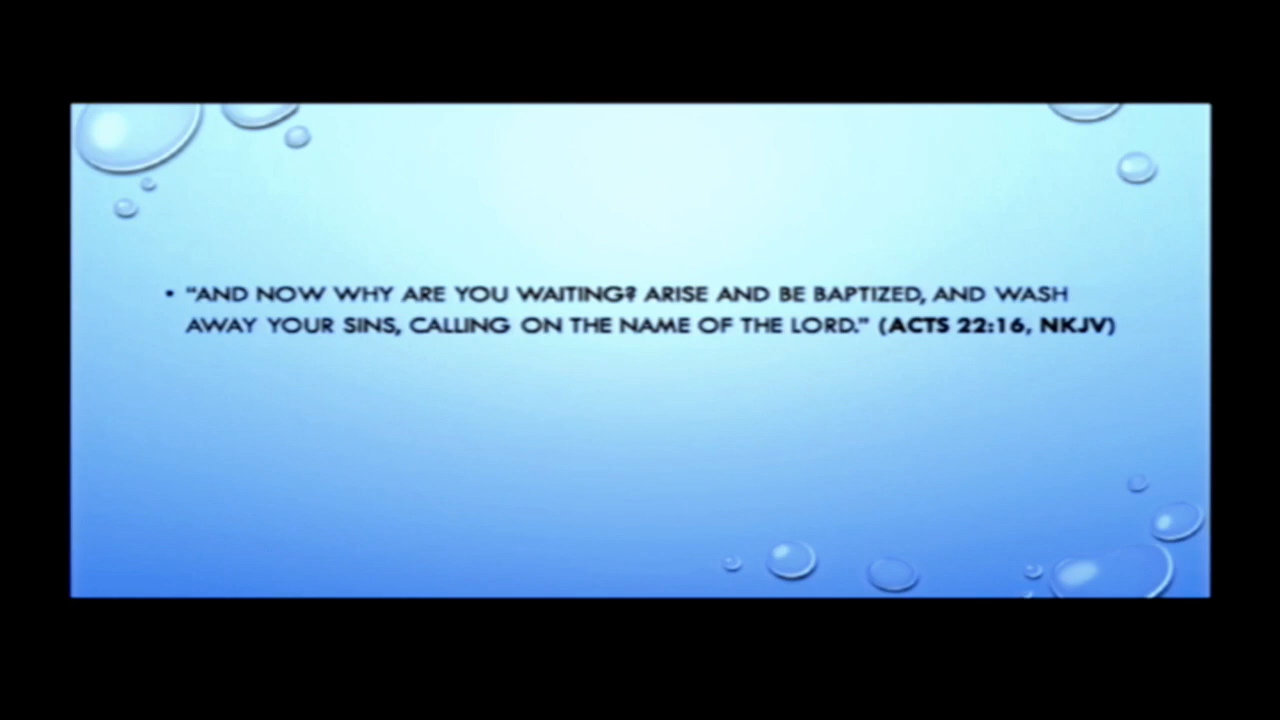 • "AND NOW WHY ARE YOU WAITING? ARISE AND BE BAPTIZED, AND WASH
AWAY YOUR SINS, CALLING ON THE NAME OF THE LORD." (ACTS 22:16, NKJV)